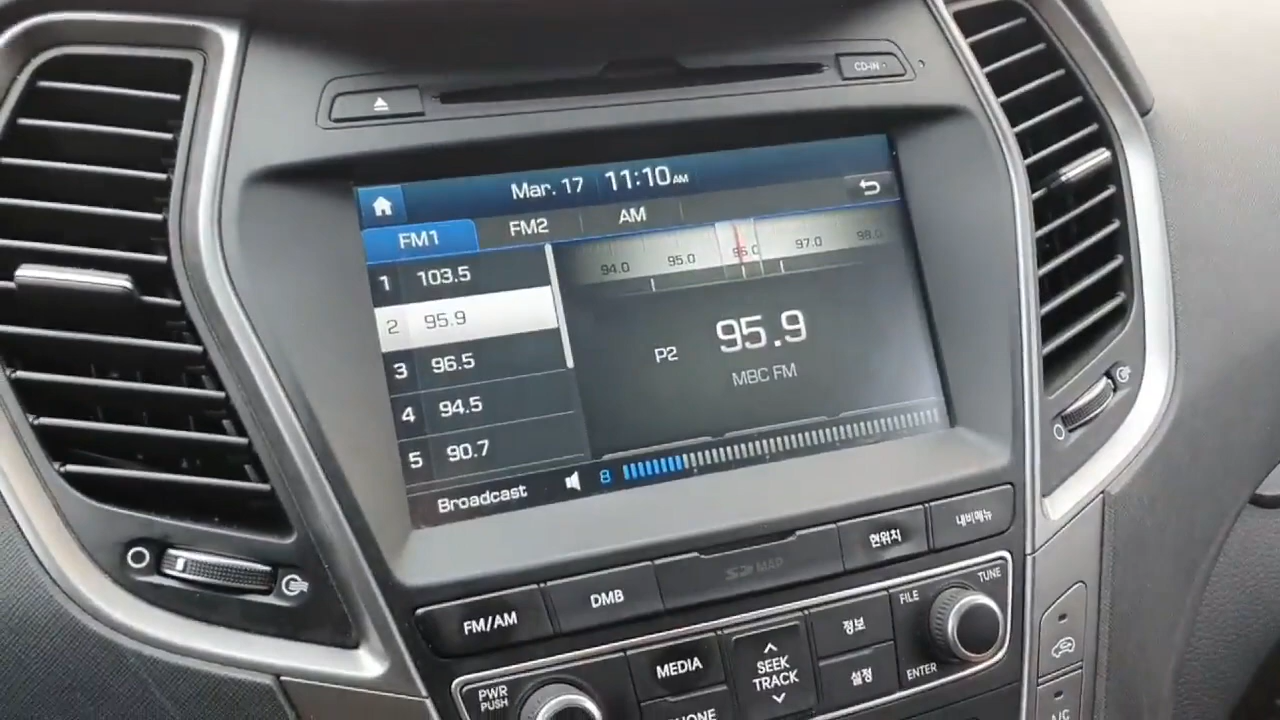 CD-IN
Mar. 17 11:10 AM
FM1 FM2 AM
94.0 95.0 96.0 97.0 98.0
1 103.5
2 95.9
3 96.5
4 94.5
5 90.7
P2 95.9
MBC FM
Broadcast 8
FM/AM DMB SD MAP 현위치 내비메뉴
PWR
PUSH
MEDIA
PHONE
SEEK
TRACK
정보
설정
FILE
TUNE
ENTER
A/C